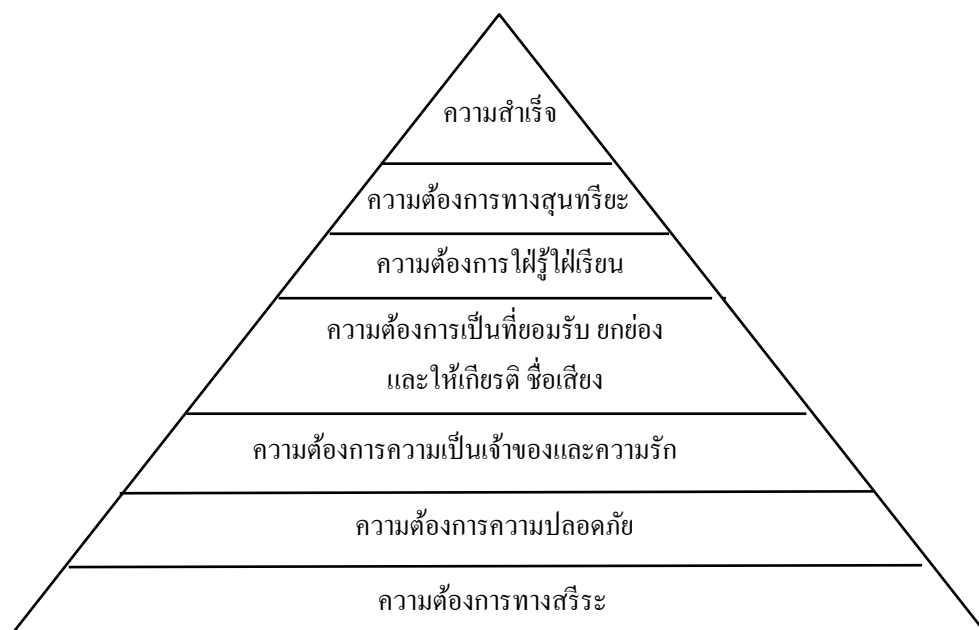 ความสำเร็จ
ความต้องการทางสุนทรียะ
ความต้องการใฝ่รู้ใฝ่เรียน
ความต้องการเป็นที่ยอมรับ ยกย่อง
และให้เกียรติ ชื่อเสียง
ความต้องการความเป็นเจ้าของและความรัก
ความต้องการความปลอดภัย
ความต้องการทางสรีระ